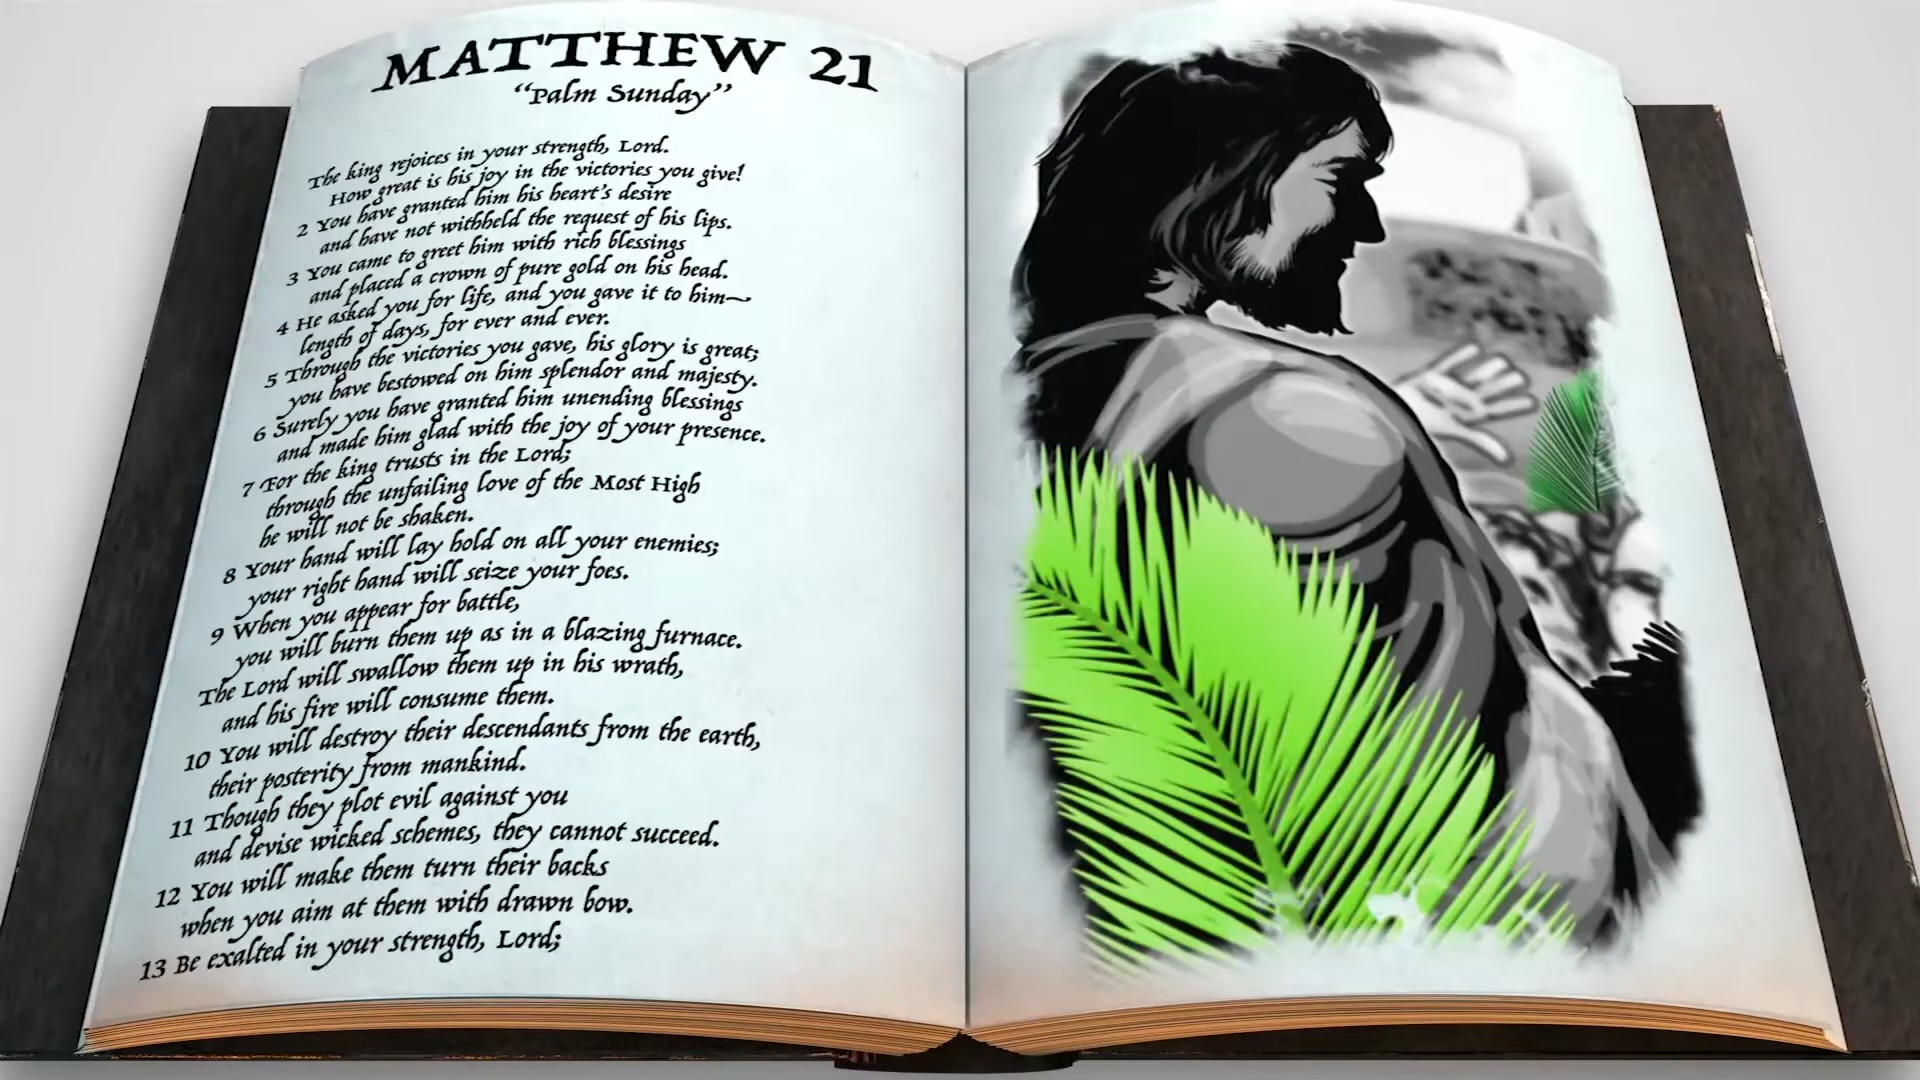 MATTHEW 21
“Palm Sunday”
The king rejoices in your strength, Lord.
How great is his joy in the victories you give!
2 You have granted him his heart’s desire
and have not withheld the request of his lips.
3 You came to greet him with rich blessings
and placed a crown of pure gold on his head.
4 He asked you for life, and you gave it to him—
length of days, for ever and ever.
5 Through the victories you gave, his glory is great;
you have bestowed on him splendor and majesty.
6 Surely you have granted him unending blessings
and made him glad with the joy of your presence.
7 For the king trusts in the Lord;
through the unfailing love of the Most High
he will not be shaken.
8 Your hand will lay hold on all your enemies;
your right hand will seize your foes.
9 When you appear for battle,
you will burn them up as in a blazing furnace.
The Lord will swallow them up in his wrath,
and his fire will consume them.
10 You will destroy their descendants from the earth,
their posterity from mankind.
11 Though they plot evil against you
and devise wicked schemes, they cannot succeed.
12 You will make them turn their backs
when you aim at them with drawn bow.
13 Be exalted in your strength, Lord;